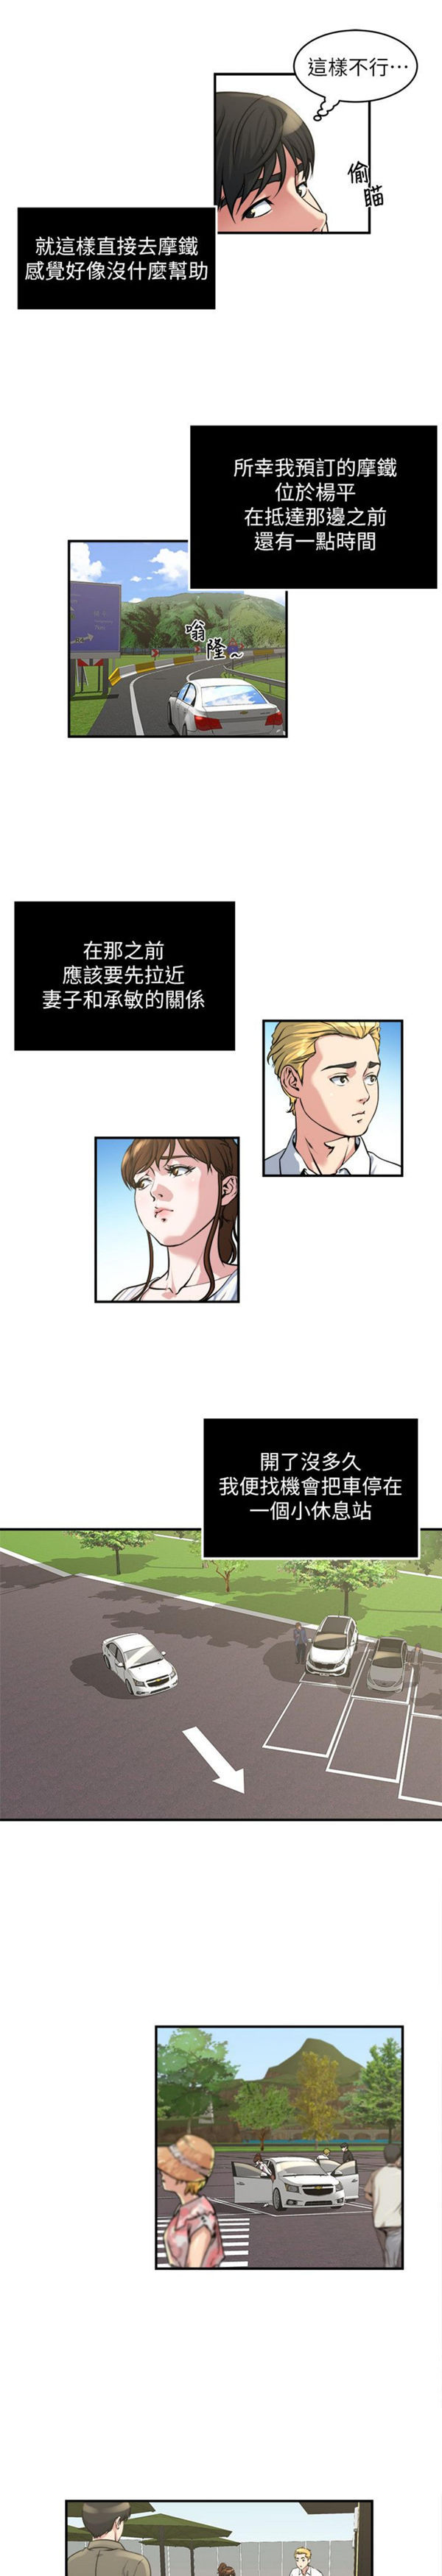 這樣不行…
偷瞄
就這樣直接去摩鐵
感覺好像沒什麼幫助
所幸我預訂的摩鐵
位於楊平
在抵達那邊之前
還有一點時間
嗡隆~
在那之前
應該要先拉近
妻子和承敏的關係
開了沒多久
我便找機會把車停在
一個小休息站